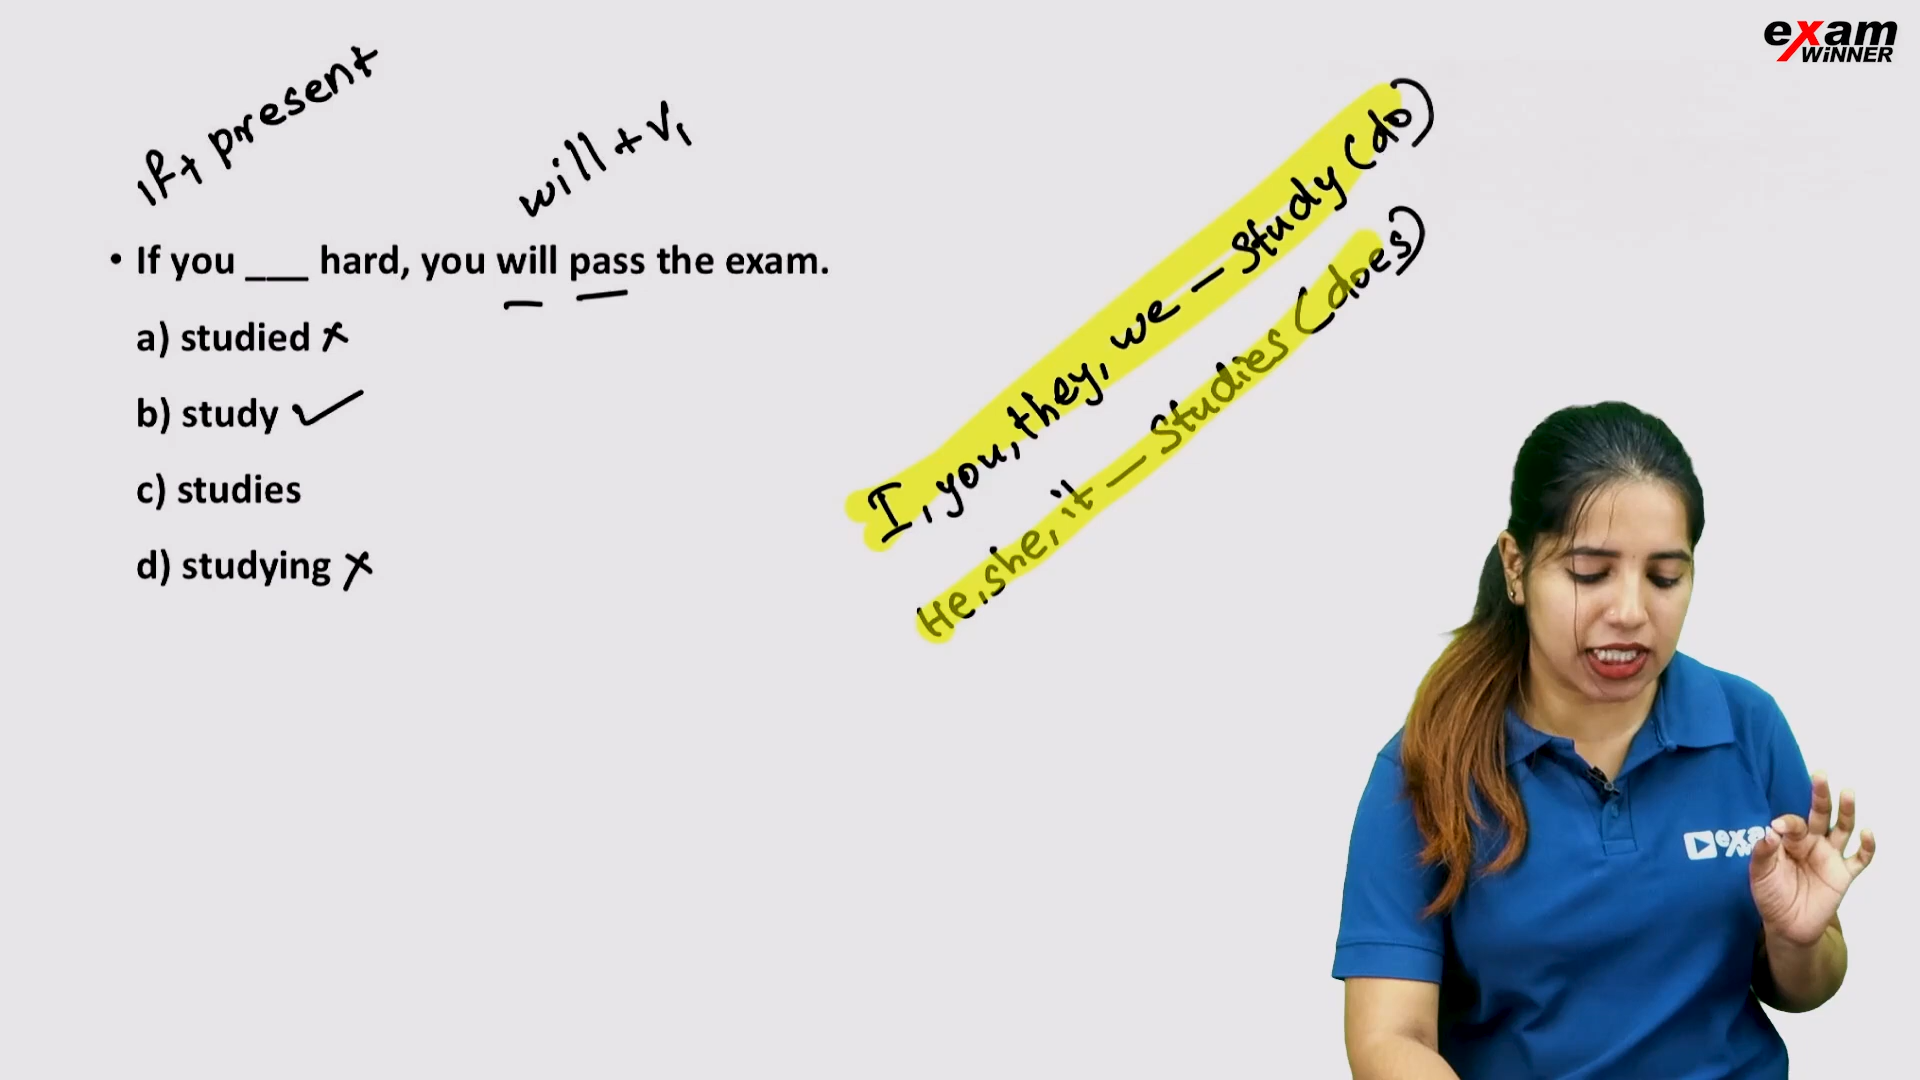 exam
WiNNER
if + present
will + V1
• If you ___ hard, you will pass the exam.
a) studied ×
b) study ✓
c) studies
d) studying ×
I, you, they, we — Study (do)
He, she, it — Studies (does)
exa